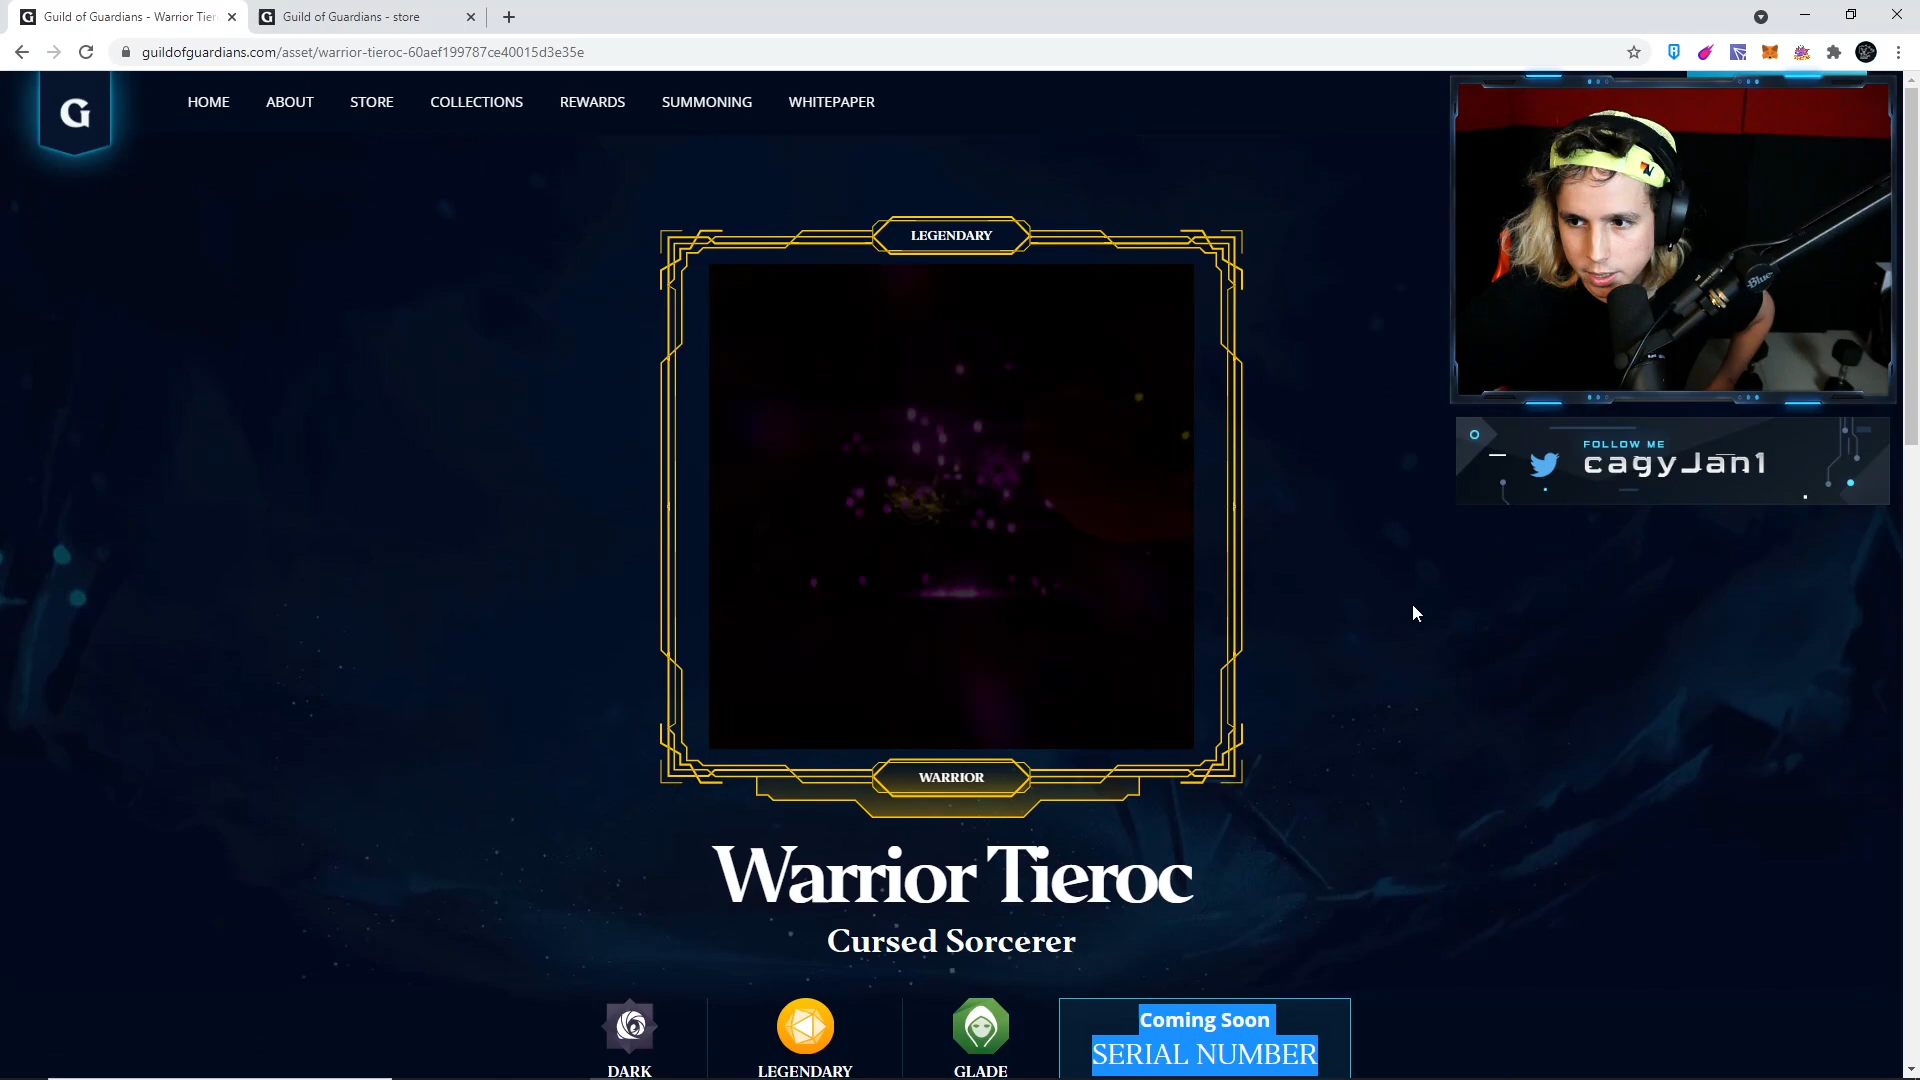 Guild of Guardians - Warrior Tier
Guild of Guardians - store
guildofguardians.com/asset/warrior-tieroc-60aef199787ce40015d3e35e
G
HOME
ABOUT
STORE
COLLECTIONS
REWARDS
SUMMONING
WHITEPAPER
LEGENDARY
Blue
FOLLOW ME
cagyJan1
WARRIOR
Warrior Tieroc
Cursed Sorcerer
DARK
LEGENDARY
GLADE
Coming Soon
SERIAL NUMBER